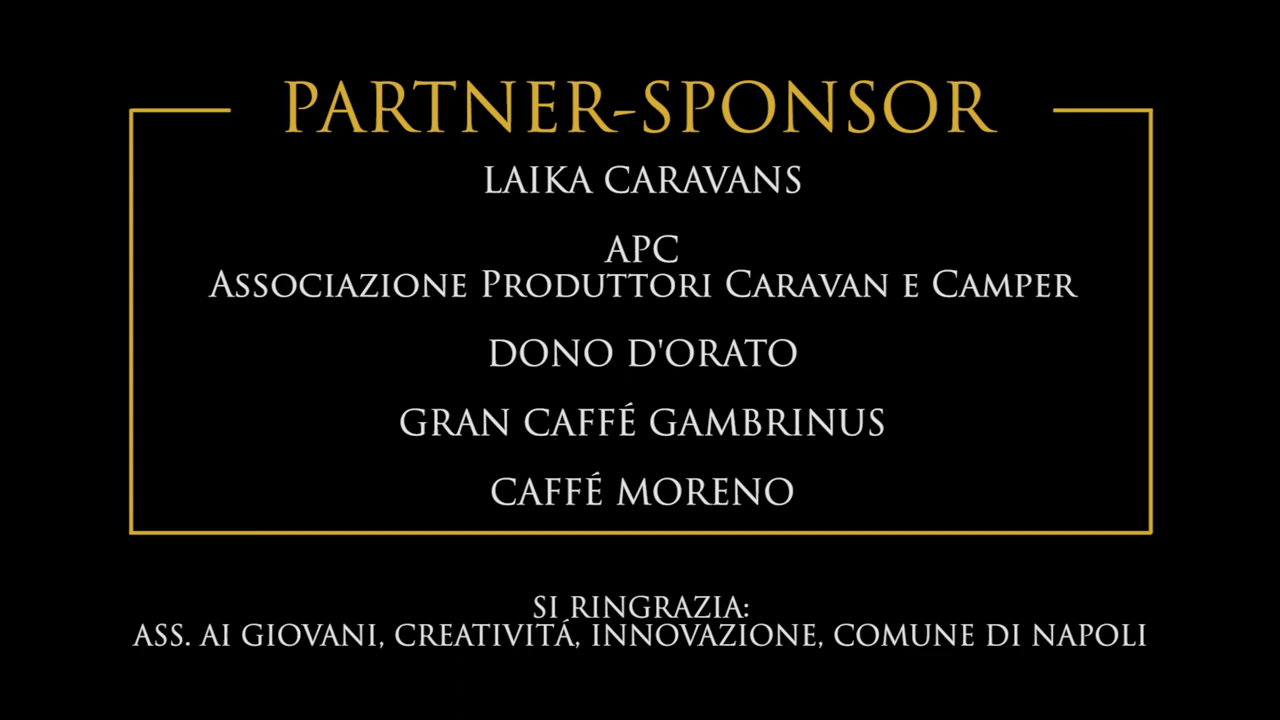 PARTNER-SPONSOR
LAIKA CARAVANS
APC
Associazione Produttori Caravan e Camper
DONO D'ORATO
GRAN CAFFÉ GAMBRINUS
CAFFÉ MORENO
SI RINGRAZIA:
ASS. AI GIOVANI, CREATIVITÁ, INNOVAZIONE, COMUNE DI NAPOLI